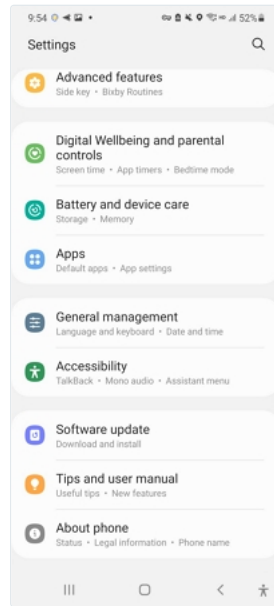 9:54
52%
Settings
Advanced features
Side key • Bixby Routines
Digital Wellbeing and parental
controls
Screen time • App timers • Bedtime mode
Battery and device care
Storage • Memory
Apps
Default apps • App settings
General management
Language and keyboard • Date and time
Accessibility
TalkBack • Mono audio • Assistant menu
Software update
Download and install
Tips and user manual
Useful tips • New features
About phone
Status • Legal information • Phone name